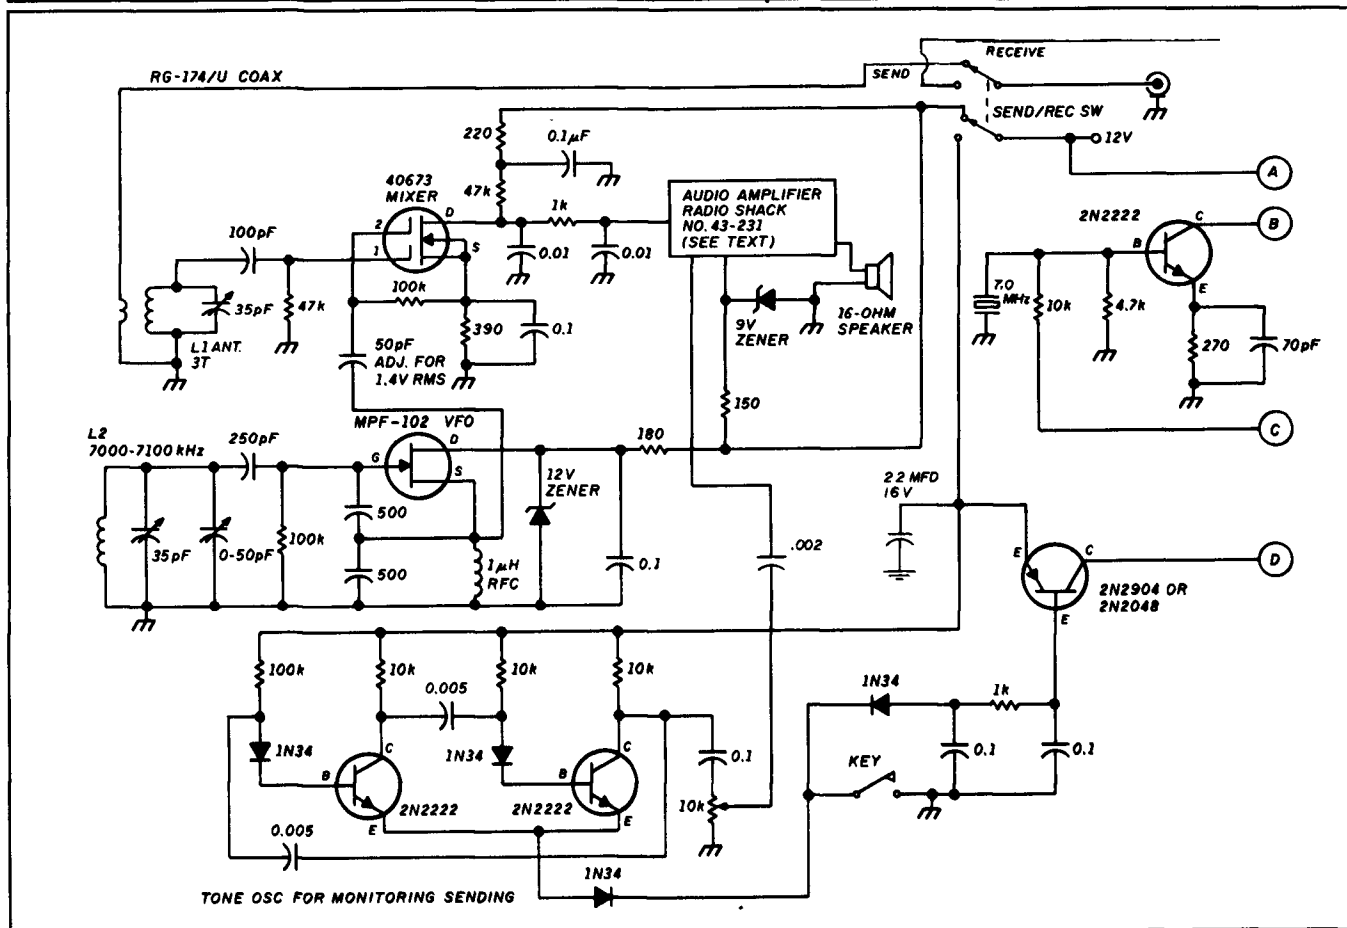 RECEIVE
RG-174/U COAX
SEND
SEND/REC SW
12V
220
0.1µF
A
40673
MIXER
47k
1k
AUDIO AMPLIFIER
RADIO SHACK
NO. 43-231
(SEE TEXT)
2N2222
C
B
D
2
1
S
B
E
100pF
0.01
0.01
100k
35pF
47k
390
0.1
L1 ANT.
3T
50pF
ADJ. FOR
1.4V RMS
9V
ZENER
16-OHM
SPEAKER
7.0
MHz
10k
4.7k
270
70pF
150
C
MPF-102 VFO
L2
7000-7100 kHz
250pF
G
D
S
180
12V
ZENER
22 MFD
16V
500
35pF
0-50pF
100k
500
1µH
RFC
0.1
.002
E
C
D
2N2904 OR
2N2048
E
100k
10k
10k
10k
0.005
1N34
1k
1N34
C
1N34
C
0.1
0.1
0.1
B
2N2222
B
2N2222
KEY
10k
E
E
0.005
1N34
TONE OSC FOR MONITORING SENDING